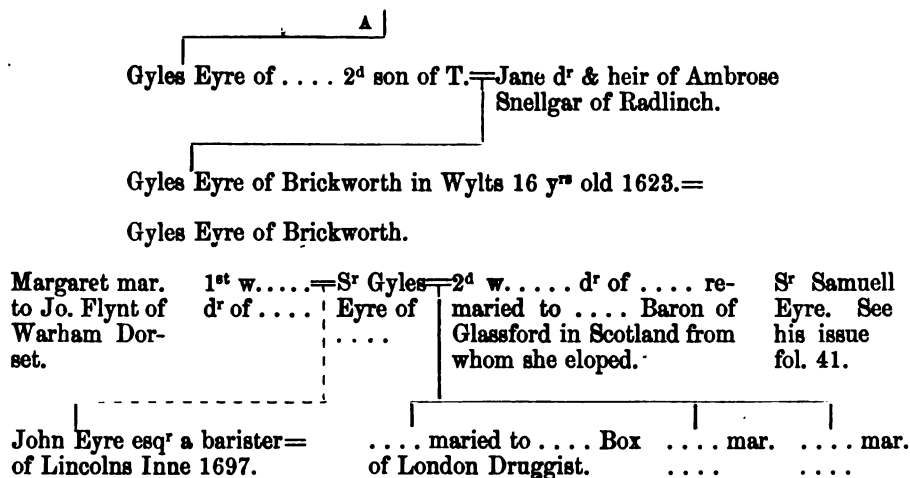 A
Gyles Eyre of .... 2d son of T.=Jane dr & heir of Ambrose
Snellgar of Radlinch.
Gyles Eyre of Brickworth in Wylts 16 yrs old 1623.=
Gyles Eyre of Brickworth.
Margaret mar.
to Jo. Flynt of
Warham Dor-
set.
1st w.....=Sr Gyles=2d w..... dr of .... re-
dr of .... Eyre of maried to .... Baron of
.... Glassford in Scotland from
whom she eloped.
Sr Samuell
Eyre. See
his issue
fol. 41.
John Eyre esqr a barister=
of Lincolns Inne 1697.
.... maried to .... Box
of London Druggist.
.... mar.
....
.... mar.
....